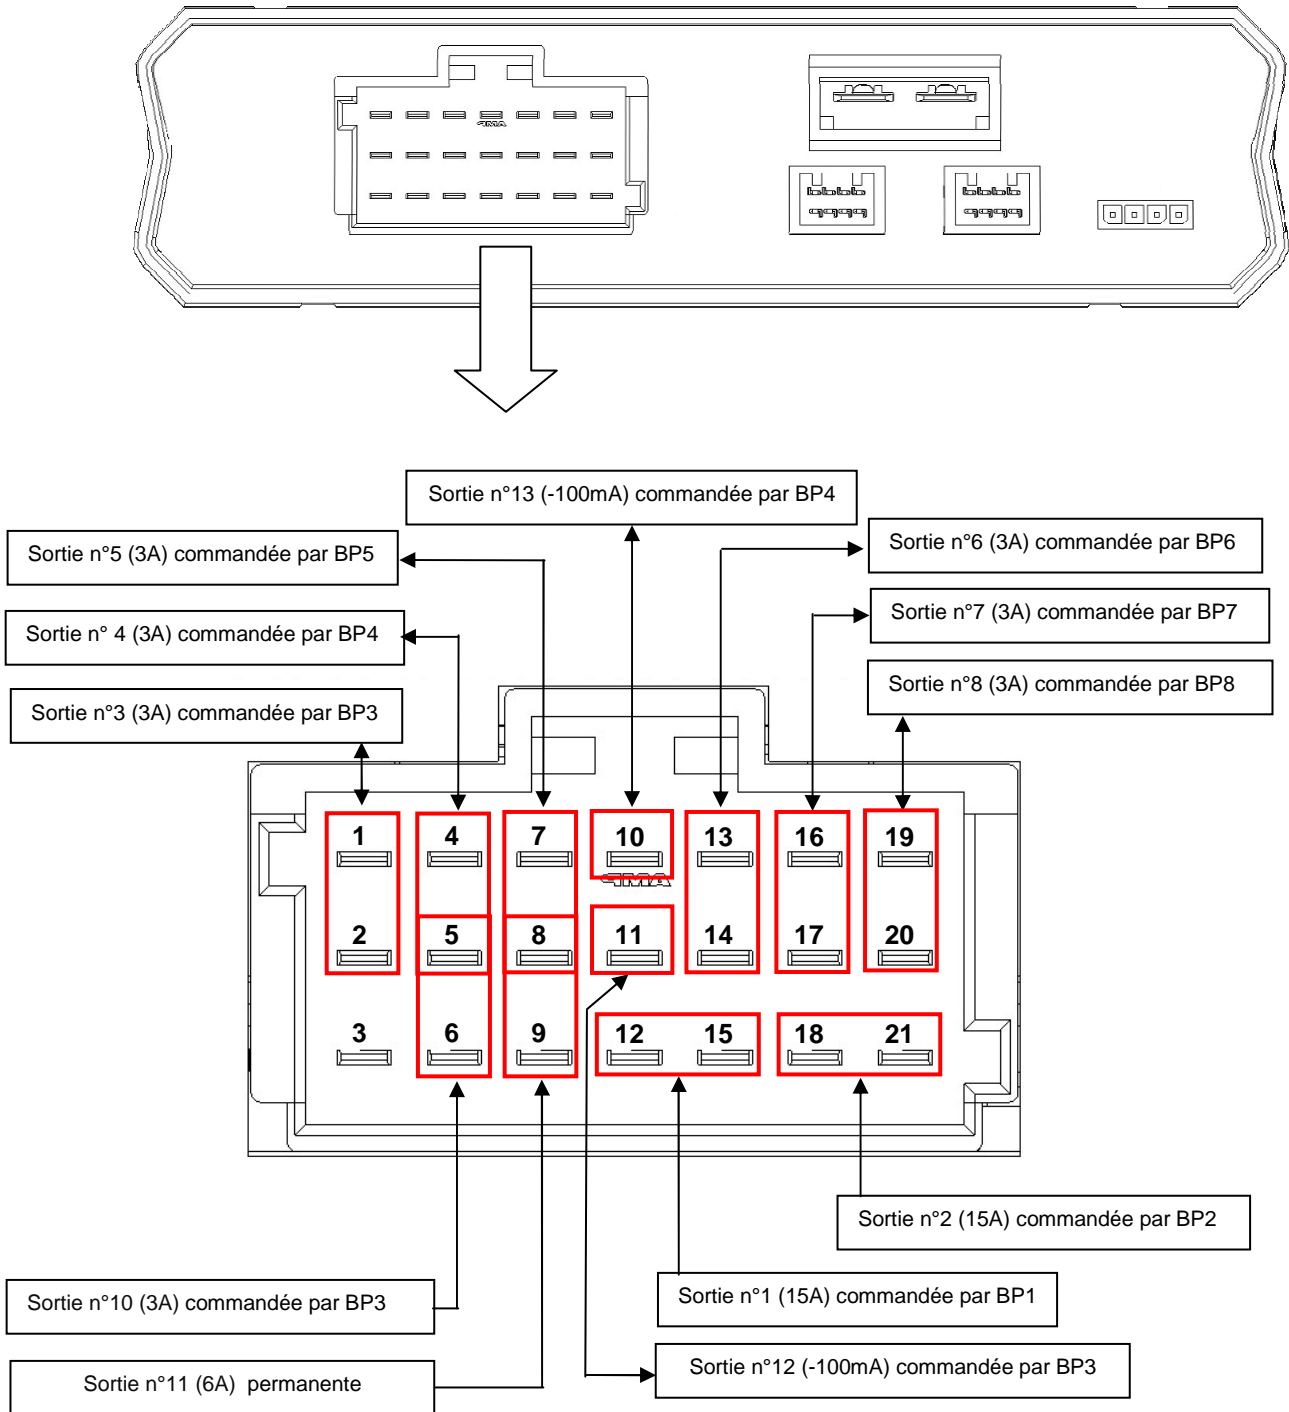 AMP
Sortie n°13 (-100mA) commandée par BP4
Sortie n°5 (3A) commandée par BP5
Sortie n°6 (3A) commandée par BP6
Sortie n° 4 (3A) commandée par BP4
Sortie n°7 (3A) commandée par BP7
Sortie n°3 (3A) commandée par BP3
Sortie n°8 (3A) commandée par BP8
1 4 7 10 13 16 19
AMP
2 5 8 11 14 17 20
3 6 9 12 15 18 21
Sortie n°2 (15A) commandée par BP2
Sortie n°10 (3A) commandée par BP3
Sortie n°1 (15A) commandée par BP1
Sortie n°12 (-100mA) commandée par BP3
Sortie n°11 (6A) permanente